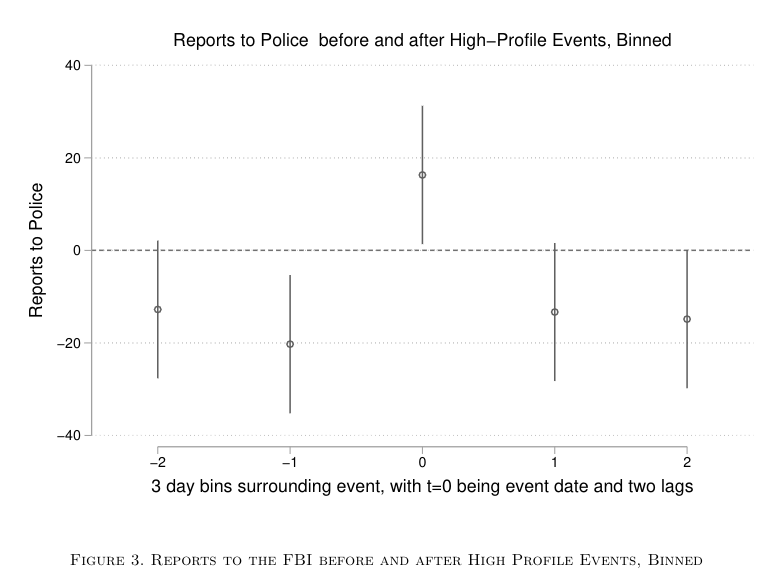 Reports to Police  before and after High−Profile Events, Binned
40
20
0
−20
−40
Reports to Police
−2
−1
0
1
2
3 day bins surrounding event, with t=0 being event date and two lags
Figure 3. Reports to the FBI before and after High Profile Events, Binned